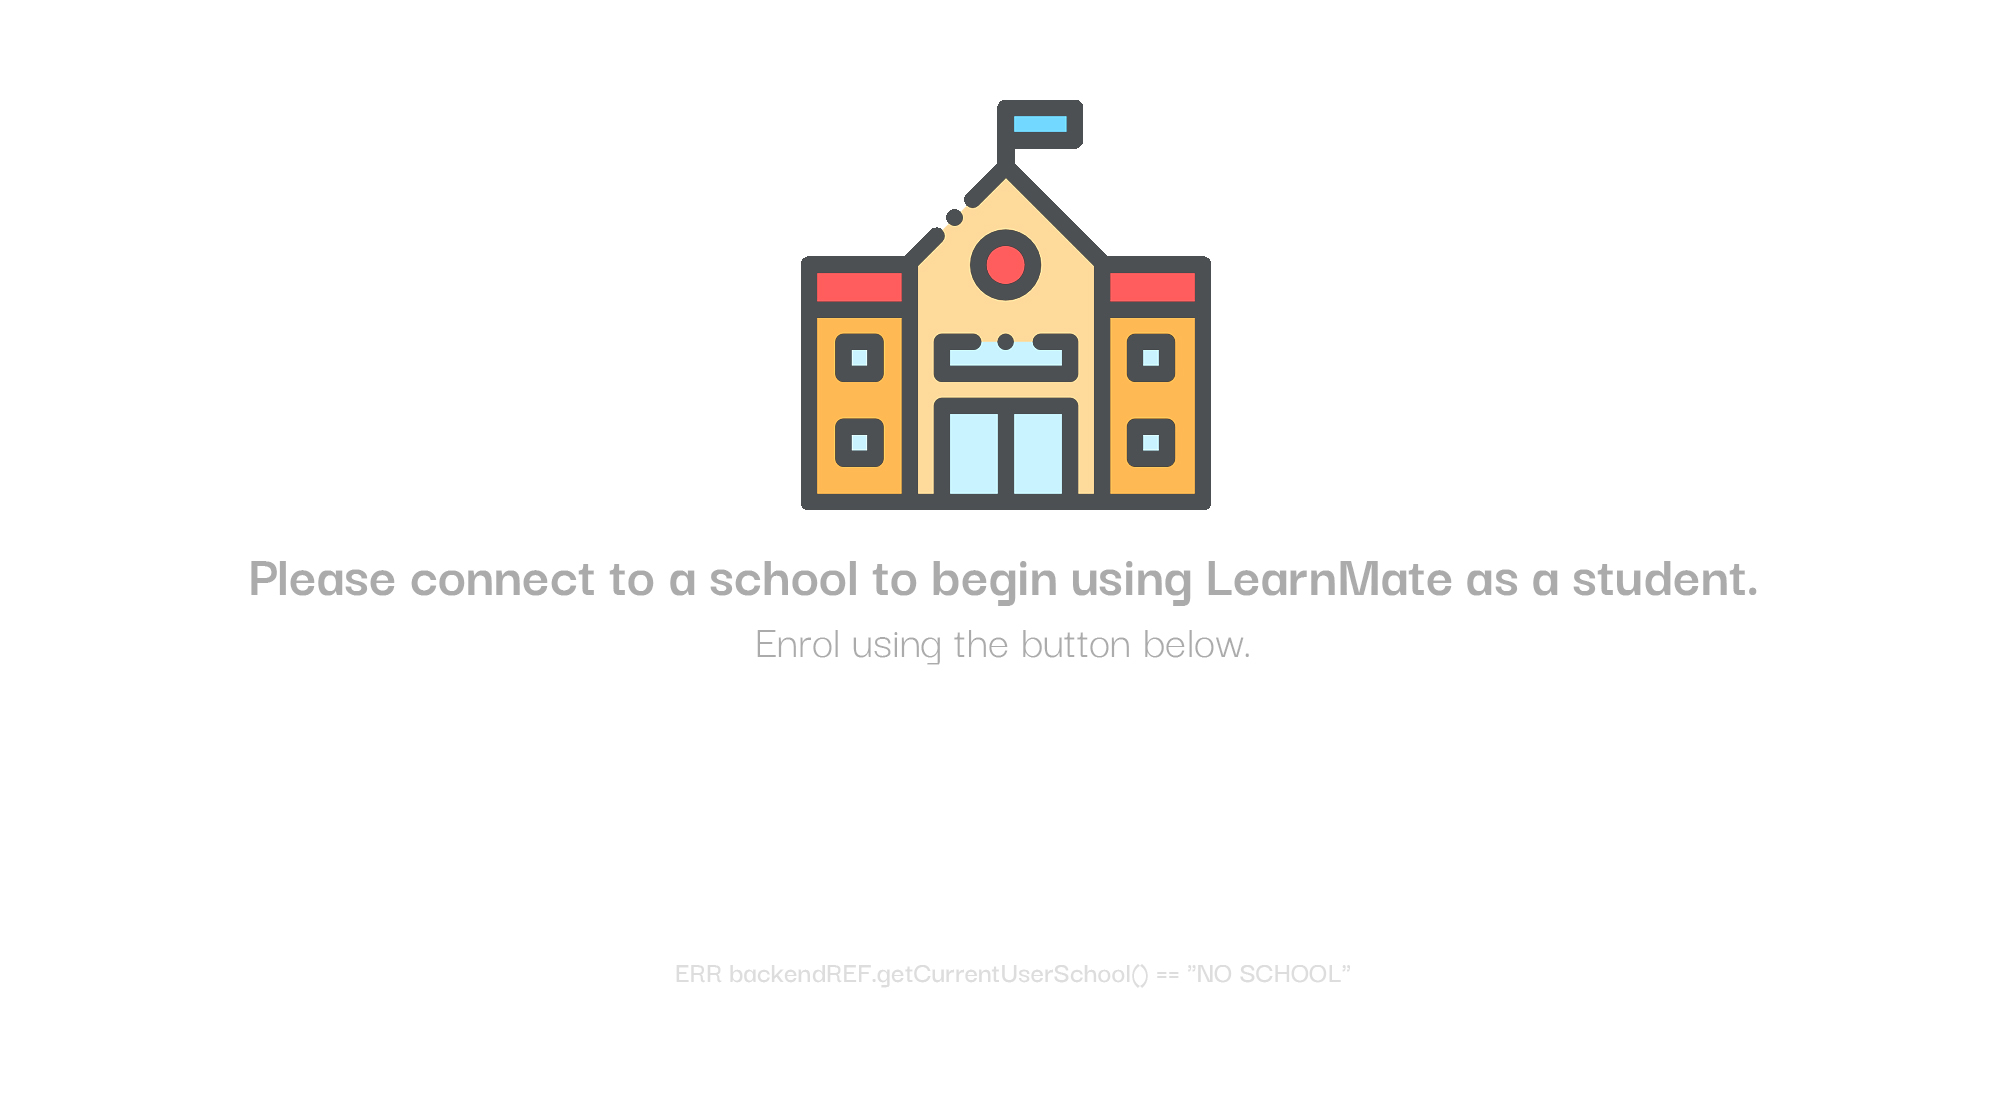 Please connect to a school to begin using LearnMate as a student.
Enrol using the button below.
ERR backendREF.getCurrentUserSchool() == "NO SCHOOL"